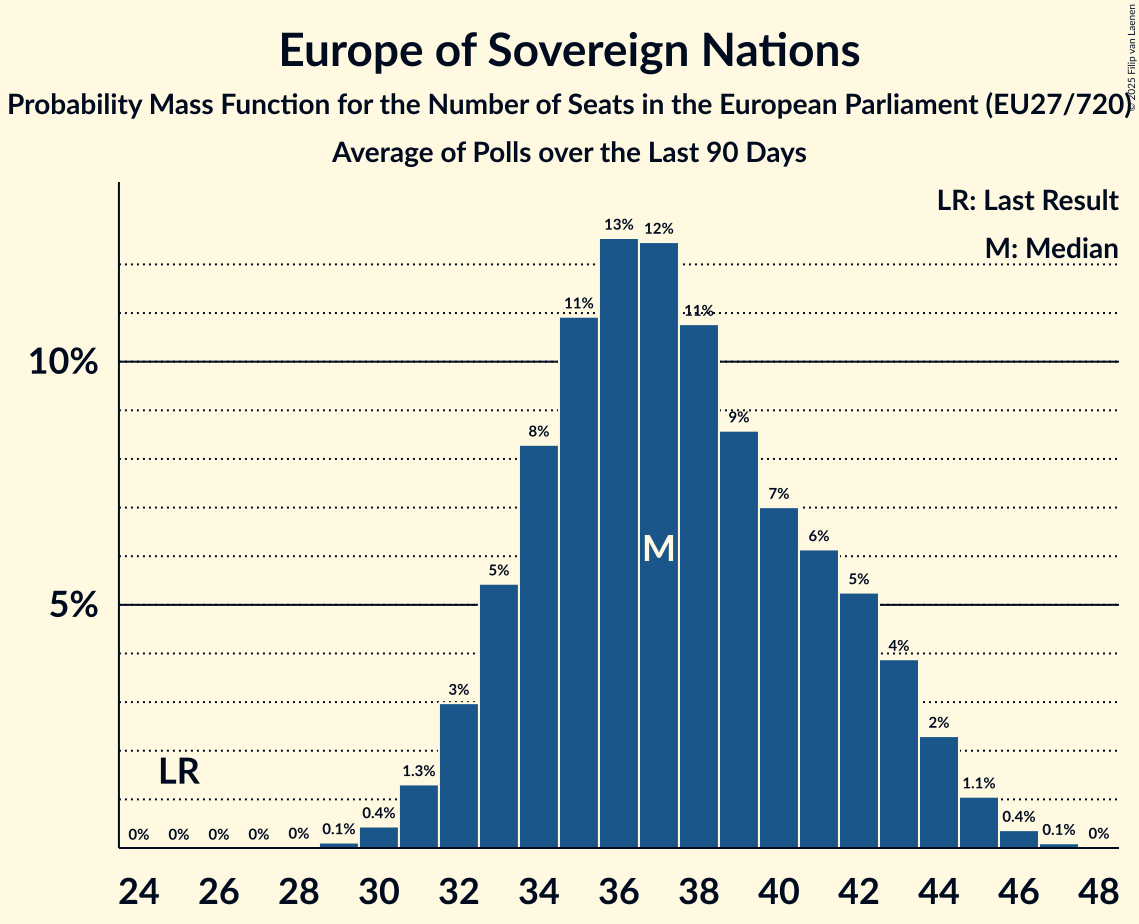 Europe of Sovereign Nations
Probability Mass Function for the Number of Seats in the European Parliament (EU27/720)
Average of Polls over the Last 90 Days
© 2025 Filip van Laenen
LR: Last Result
M: Median
13%
12%
11%
11%
10%
9%
8%
7%
M
6%
5%
5%
5%
4%
3%
2%
LR
1.3%
1.1%
0.4%
0.4%
0% 0% 0% 0% 0% 0.1% 0.1% 0%
24 26 28 30 32 34 36 38 40 42 44 46 48